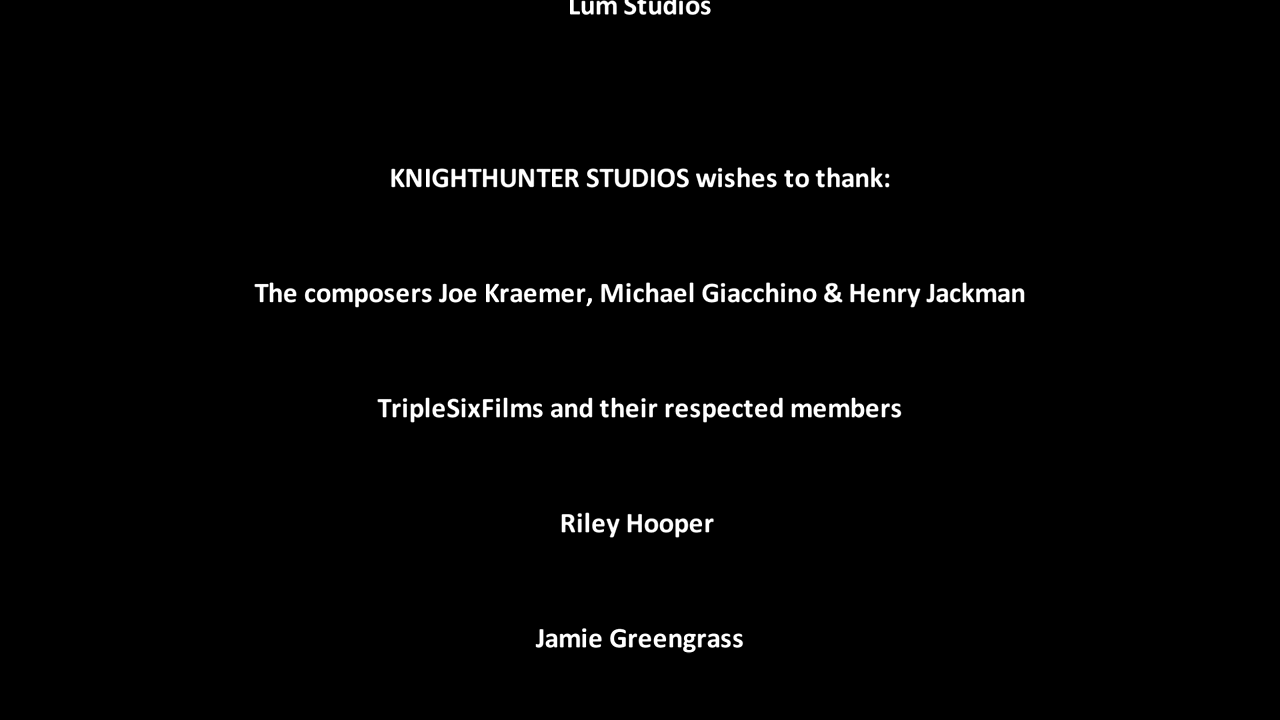 Lum Studios
KNIGHTHUNTER STUDIOS wishes to thank:
The composers Joe Kraemer, Michael Giacchino & Henry Jackman
TripleSixFilms and their respected members
Riley Hooper
Jamie Greengrass